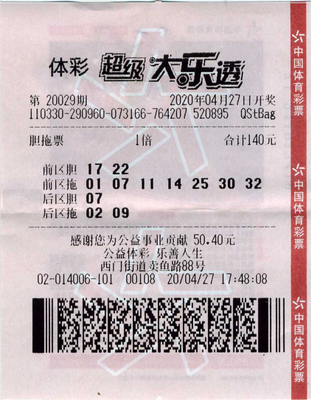 体彩 超级大乐透
第 20029期 2020年04月27日开奖
110330-290960-073166-764207 520895 QStBag
胆拖票 1倍 合计140元
前区胆 17 22
前区拖 01 07 11 14 25 30 32
后区胆 07
后区拖 02 09
感谢您为公益事业贡献 50.40元
公益体彩 乐善人生
西门街道卖鱼路88号
02-014006-101 00108 20/04/27 17:48:08
中国体育彩票
中国体育彩票
中国体育彩票